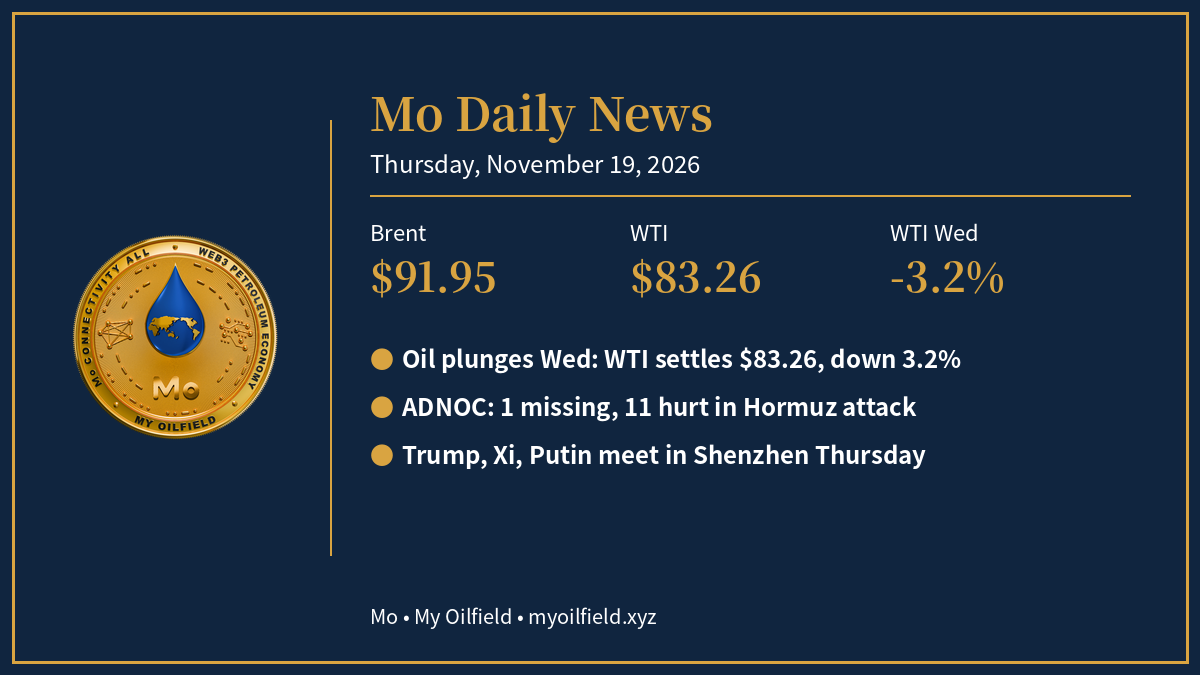 Mo Daily News
Thursday, November 19, 2026
Brent WTI WTI Wed
$91.95 $83.26 -3.2%
Oil plunges Wed: WTI settles $83.26, down 3.2%
ADNOC: 1 missing, 11 hurt in Hormuz attack
Trump, Xi, Putin meet in Shenzhen Thursday
Mo CONNECTIVITY ALL
WEB3 PETROLEUM ECONOMY
Mo
MY OILFIELD
Mo • My Oilfield • myoilfield.xyz